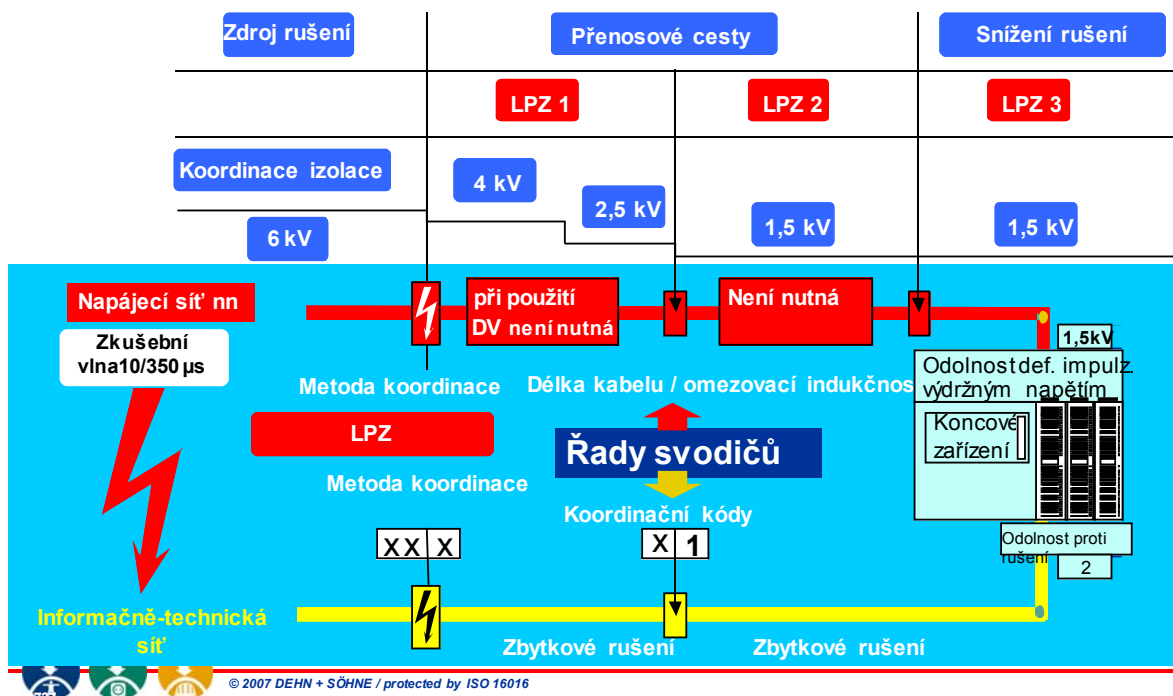 Zdroj rušení
Přenosové cesty
Snížení rušení
LPZ 1
LPZ 2
LPZ 3
Koordinace izolace
4 kV
2,5 kV
6 kV
1,5 kV
1,5 kV
Napájecí síť nn
Zkušební
vlna10/350 µs
při použití
DV není nutná
Není nutná
1,5kV
Odolnost def. impulz.
výdržným napětím
Koncové
zařízení
Metoda koordinace
Délka kabelu / omezovací indukčnos
LPZ
Řady svodičů
Metoda koordinace
Koordinační kódy
X X X
X 1
Odolnost proti
rušení
2
Informačně-technická
síť
Zbytkové rušení
Zbytkové rušení
© 2007 DEHN + SÖHNE / protected by ISO 16016